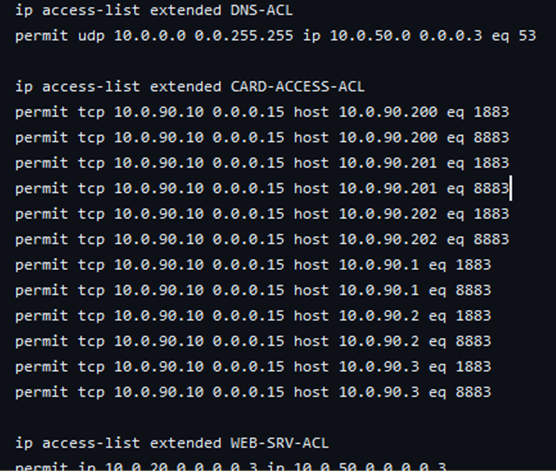 ip access-list extended DNS-ACL
permit udp 10.0.0.0 0.0.255.255 ip 10.0.50.0 0.0.0.3 eq 53
ip access-list extended CARD-ACCESS-ACL
permit tcp 10.0.90.10 0.0.0.15 host 10.0.90.200 eq 1883
permit tcp 10.0.90.10 0.0.0.15 host 10.0.90.200 eq 8883
permit tcp 10.0.90.10 0.0.0.15 host 10.0.90.201 eq 1883
permit tcp 10.0.90.10 0.0.0.15 host 10.0.90.201 eq 8883
permit tcp 10.0.90.10 0.0.0.15 host 10.0.90.202 eq 1883
permit tcp 10.0.90.10 0.0.0.15 host 10.0.90.202 eq 8883
permit tcp 10.0.90.10 0.0.0.15 host 10.0.90.1 eq 1883
permit tcp 10.0.90.10 0.0.0.15 host 10.0.90.1 eq 8883
permit tcp 10.0.90.10 0.0.0.15 host 10.0.90.2 eq 1883
permit tcp 10.0.90.10 0.0.0.15 host 10.0.90.2 eq 8883
permit tcp 10.0.90.10 0.0.0.15 host 10.0.90.3 eq 1883
permit tcp 10.0.90.10 0.0.0.15 host 10.0.90.3 eq 8883
ip access-list extended WEB-SRV-ACL
permit ip 10.0.20.0 0.0.0.3 ip 10.0.50.0 0.0.0.3